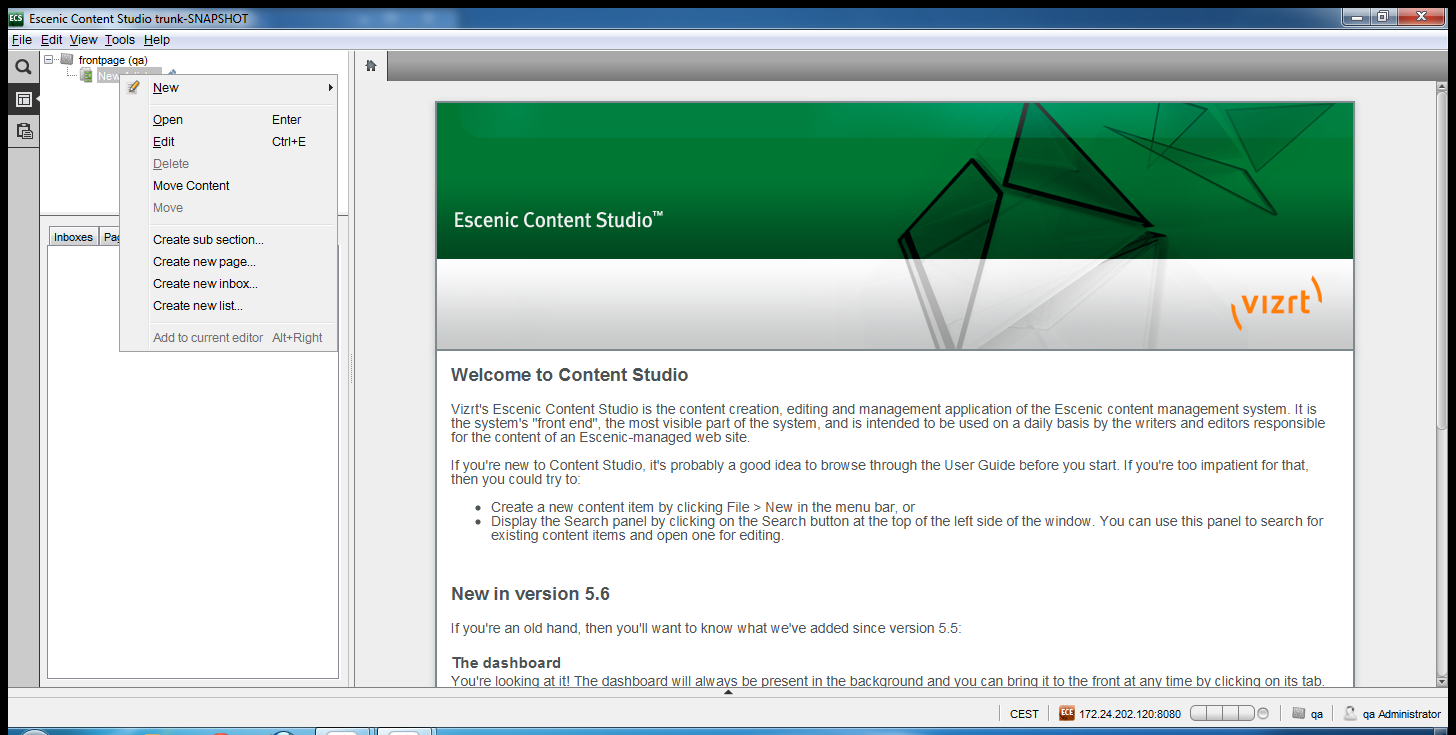 ECS Escenic Content Studio trunk-SNAPSHOT
File Edit View Tools Help
frontpage (qa)
New
New
Open Enter
Edit Ctrl+E
Delete
Move Content
Move
Create sub section...
Create new page...
Create new inbox...
Create new list...
Add to current editor Alt+Right
Inboxes
Escenic Content Studio™
vizrt
Welcome to Content Studio
Vizrt's Escenic Content Studio is the content creation, editing and management application of the Escenic content management system. It is
the system's "front end", the most visible part of the system, and is intended to be used on a daily basis by the writers and editors responsible
for the content of an Escenic-managed web site.
If you're new to Content Studio, it's probably a good idea to browse through the User Guide before you start. If you're too impatient for that,
then you could try to:
• Create a new content item by clicking File > New in the menu bar, or
• Display the Search panel by clicking on the Search button at the top of the left side of the window. You can use this panel to search for
existing content items and open one for editing.
New in version 5.6
If you're an old hand, then you'll want to know what we've added since version 5.5:
The dashboard
You're looking at it! The dashboard will always be present in the background and you can bring it to the front at any time by clicking on its tab.
CEST ECE 172.24.202.120:8080 qa qa Administrator